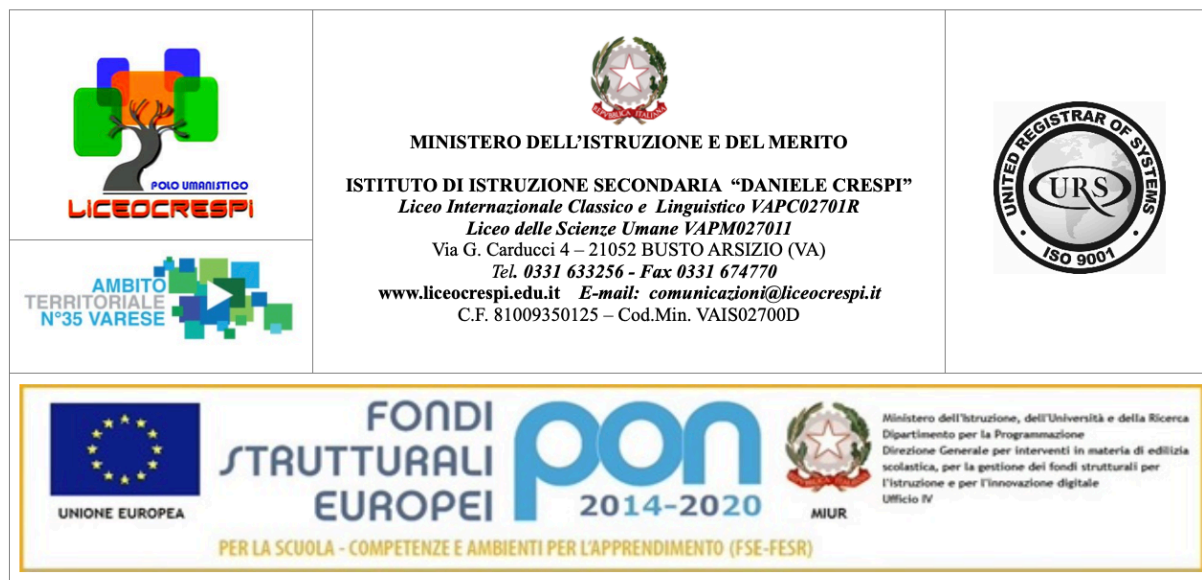 POLO UMANISTICO
LICEOCRESPI
AMBITO
TERRITORIALE
N°35 VARESE
REPVBBLICA ITALIANA
MINISTERO DELL’ISTRUZIONE E DEL MERITO
ISTITUTO DI ISTRUZIONE SECONDARIA “DANIELE CRESPI”
Liceo Internazionale Classico e Linguistico VAPC02701R
Liceo delle Scienze Umane VAPM027011
Via G. Carducci 4 – 21052 BUSTO ARSIZIO (VA)
Tel. 0331 633256 - Fax 0331 674770
www.liceocrespi.edu.it E-mail: comunicazioni@liceocrespi.it
C.F. 81009350125 – Cod.Min. VAIS02700D
UNITED REGISTRAR OF SYSTEMS
URS
ISO 9001
UNIONE EUROPEA
FONDI
STRUTTURALI
EUROPEI
pon
2014-2020
MIUR
Ministero dell'Istruzione, dell'Università e della Ricerca
Dipartimento per la Programmazione
Direzione Generale per interventi in materia di edilizia
scolastica, per la gestione dei fondi strutturali per
l'istruzione e per l'innovazione digitale
Ufficio IV
PER LA SCUOLA - COMPETENZE E AMBIENTI PER L'APPRENDIMENTO (FSE-FESR)